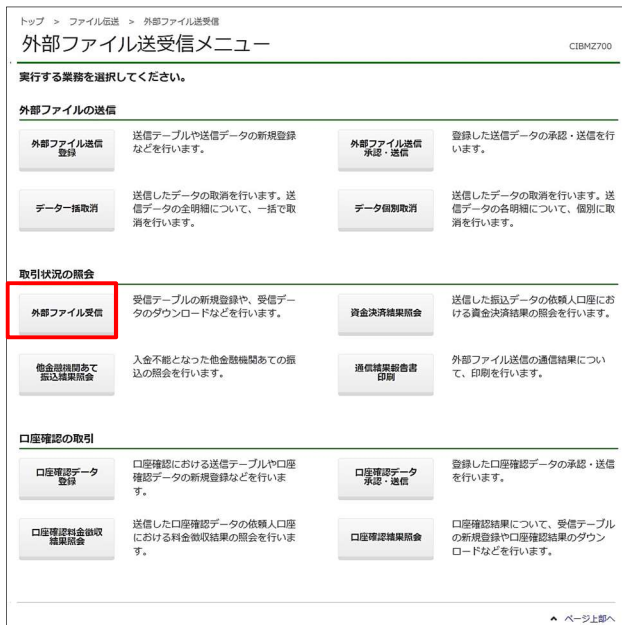 トップ > ファイル伝送 > 外部ファイル送受信
外部ファイル送受信メニュー
CIBMZ700
実行する業務を選択してください。
外部ファイルの送信
外部ファイル送信
登録
送信テーブルや送信データの新規登録
などを行います。
外部ファイル送信
承認・送信
登録した送信データの承認・送信を行
います。
データ一括取消
送信したデータの取消を行います。送
信データの全明細について、一括で取
消を行います。
データ個別取消
送信したデータの取消を行います。送
信データの各明細について、個別に取
消を行います。
取引状況の照会
外部ファイル受信
受信テーブルの新規登録や、受信デー
タのダウンロードなどを行います。
資金決済結果照会
送信した振込データの依頼人口座にお
ける資金決済結果の照会を行います。
他金融機関あて
振込結果照会
入金不能となった他金融機関あての振
込の照会を行います。
通信結果報告書
印刷
外部ファイル送信の通信結果につい
て、印刷を行います。
口座確認の取引
口座確認データ
登録
口座確認における送信テーブルや口座
確認データの新規登録などを行いま
す。
口座確認データ
承認・送信
登録した口座確認データの承認・送信
を行います。
口座確認料金徴収
結果照会
送信した口座確認データの依頼人口座
における料金徴収結果の照会を行いま
す。
口座確認結果照会
口座確認結果について、受信テーブル
の新規登録や口座確認結果のダウン
ロードなどを行います。
ページ上部へ